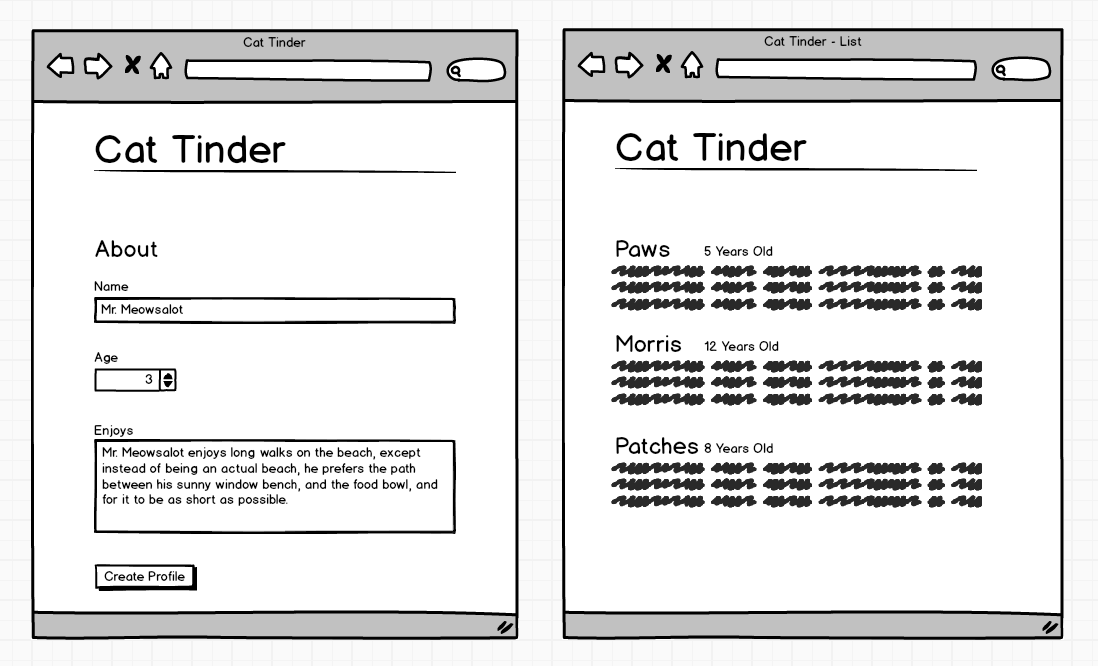 Cat Tinder
Cat Tinder
About
Name
Mr. Meowsalot
Age
3
Enjoys
Mr. Meowsalot enjoys long walks on the beach, except
instead of being an actual beach, he prefers the path
between his sunny window bench, and the food bowl, and
for it to be as short as possible.
Create Profile
Cat Tinder - List
Cat Tinder
Paws 5 Years Old
Morris 12 Years Old
Patches 8 Years Old